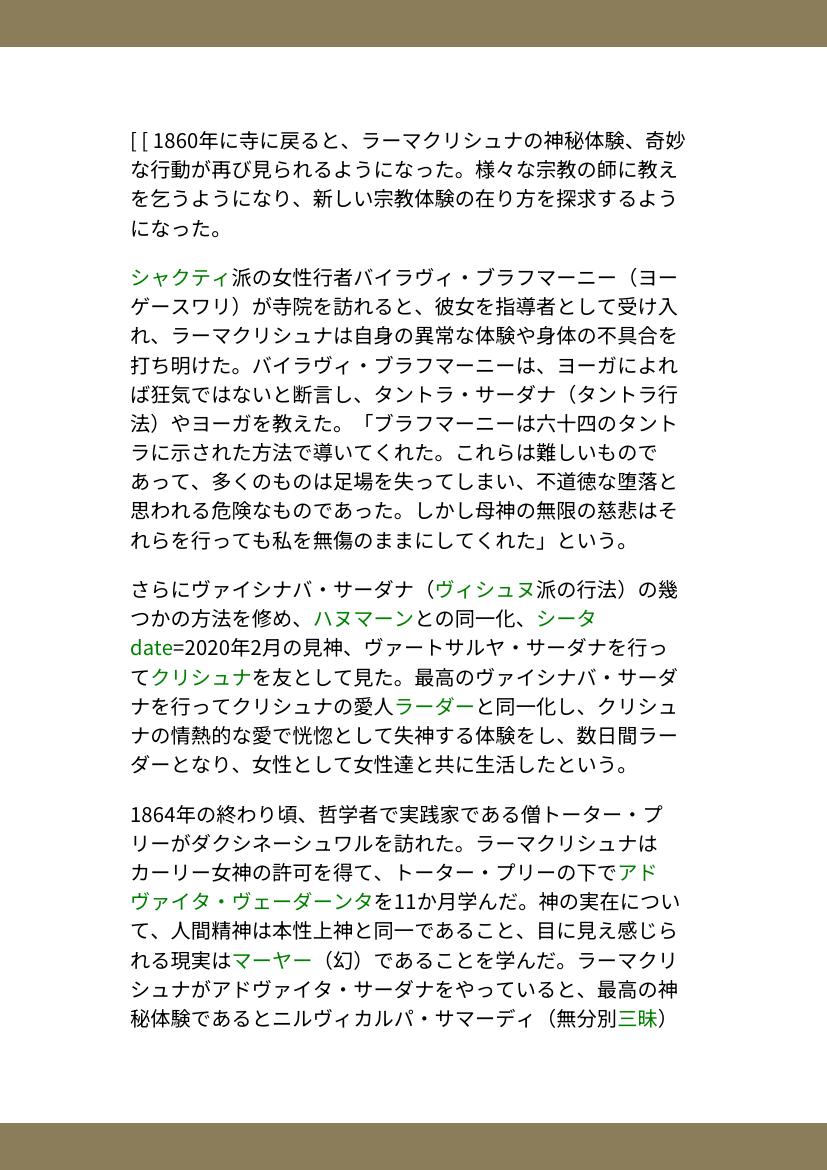 [ [ 1860年に寺に戻ると、ラーマクリシュナの神秘体験、奇妙
な行動が再び見られるようになった。様々な宗教の師に教え
を乞うようになり、新しい宗教体験の在り方を探求するよう
になった。
シャクティ派の女性行者バイラヴィ・ブラフマーニー（ヨー
ゲースワリ）が寺院を訪れると、彼女を指導者として受け入
れ、ラーマクリシュナは自身の異常な体験や身体の不具合を
打ち明けた。バイラヴィ・ブラフマーニーは、ヨーガによれ
ば狂気ではないと断言し、タントラ・サーダナ（タントラ行
法）やヨーガを教えた。「ブラフマーニーは六十四のタント
ラに示された方法で導いてくれた。これらは難しいもので
あって、多くのものは足場を失ってしまい、不道徳な堕落と
思われる危険なものであった。しかし母神の無限の慈悲はそ
れらを行っても私を無傷のままにしてくれた」という。
さらにヴァイシナバ・サーダナ（ヴィシュヌ派の行法）の幾
つかの方法を修め、ハヌマーンとの同一化、シータ
date=2020年2月の見神、ヴァートサルヤ・サーダナを行っ
てクリシュナを友として見た。最高のヴァイシナバ・サーダ
ナを行ってクリシュナの愛人ラーダーと同一化し、クリシュ
ナの情熱的な愛で恍惚として失神する体験をし、数日間ラー
ダーとなり、女性として女性達と共に生活したという。
1864年の終わり頃、哲学者で実践家である僧トーター・プ
リーがダクシネーシュワルを訪れた。ラーマクリシュナは
カーリー女神の許可を得て、トーター・プリーの下でアド
ヴァイタ・ヴェーダーンタを11か月学んだ。神の実在につい
て、人間精神は本性上神と同一であること、目に見え感じら
れる現実はマーヤー（幻）であることを学んだ。ラーマクリ
シュナがアドヴァイタ・サーダナをやっていると、最高の神
秘体験であるとニルヴィカルパ・サマーディ（無分別三昧）